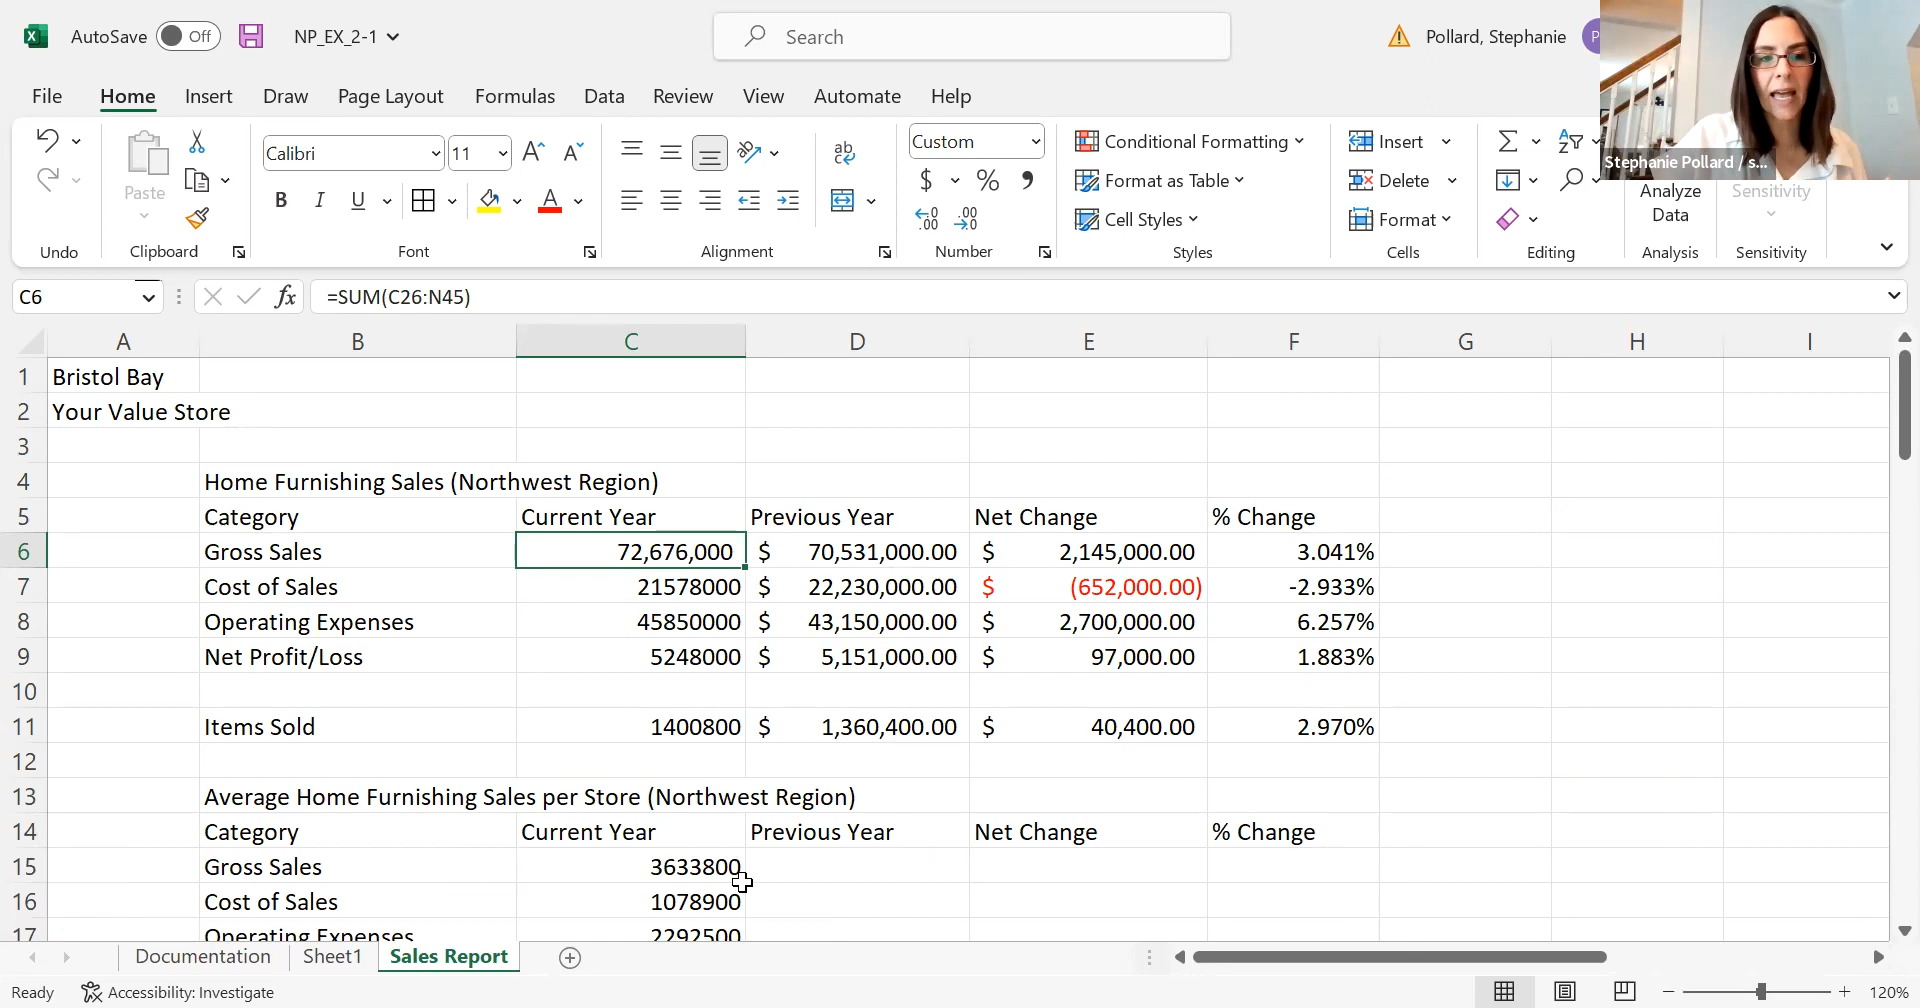 AutoSave Off NP_EX_2-1 Search Pollard, Stephanie P
File Home Insert Draw Page Layout Formulas Data Review View Automate Help
Stephanie Pollard / s...
Paste
Undo
Clipboard
Calibri 11
B I U A
Font
ab
Alignment
Custom
$ % ,
Number
Conditional Formatting
Format as Table
Cell Styles
Styles
Insert
Delete
Format
Cells
Editing
Analyze
Data
Analysis
Sensitivity
Sensitivity
C6 fx =SUM(C26:N45)
A B C D E F G H I
1 Bristol Bay
2 Your Value Store
3
4 Home Furnishing Sales (Northwest Region)
5 Category Current Year Previous Year Net Change % Change
6 Gross Sales 72,676,000 $ 70,531,000.00 $ 2,145,000.00 3.041%
7 Cost of Sales 21578000 $ 22,230,000.00 $ (652,000.00) -2.933%
8 Operating Expenses 45850000 $ 43,150,000.00 $ 2,700,000.00 6.257%
9 Net Profit/Loss 5248000 $ 5,151,000.00 $ 97,000.00 1.883%
10
11 Items Sold 1400800 $ 1,360,400.00 $ 40,400.00 2.970%
12
13 Average Home Furnishing Sales per Store (Northwest Region)
14 Category Current Year Previous Year Net Change % Change
15 Gross Sales 3633800
16 Cost of Sales 1078900
17 Operating Expenses 2292500
Documentation Sheet1 Sales Report
Ready Accessibility: Investigate 120%